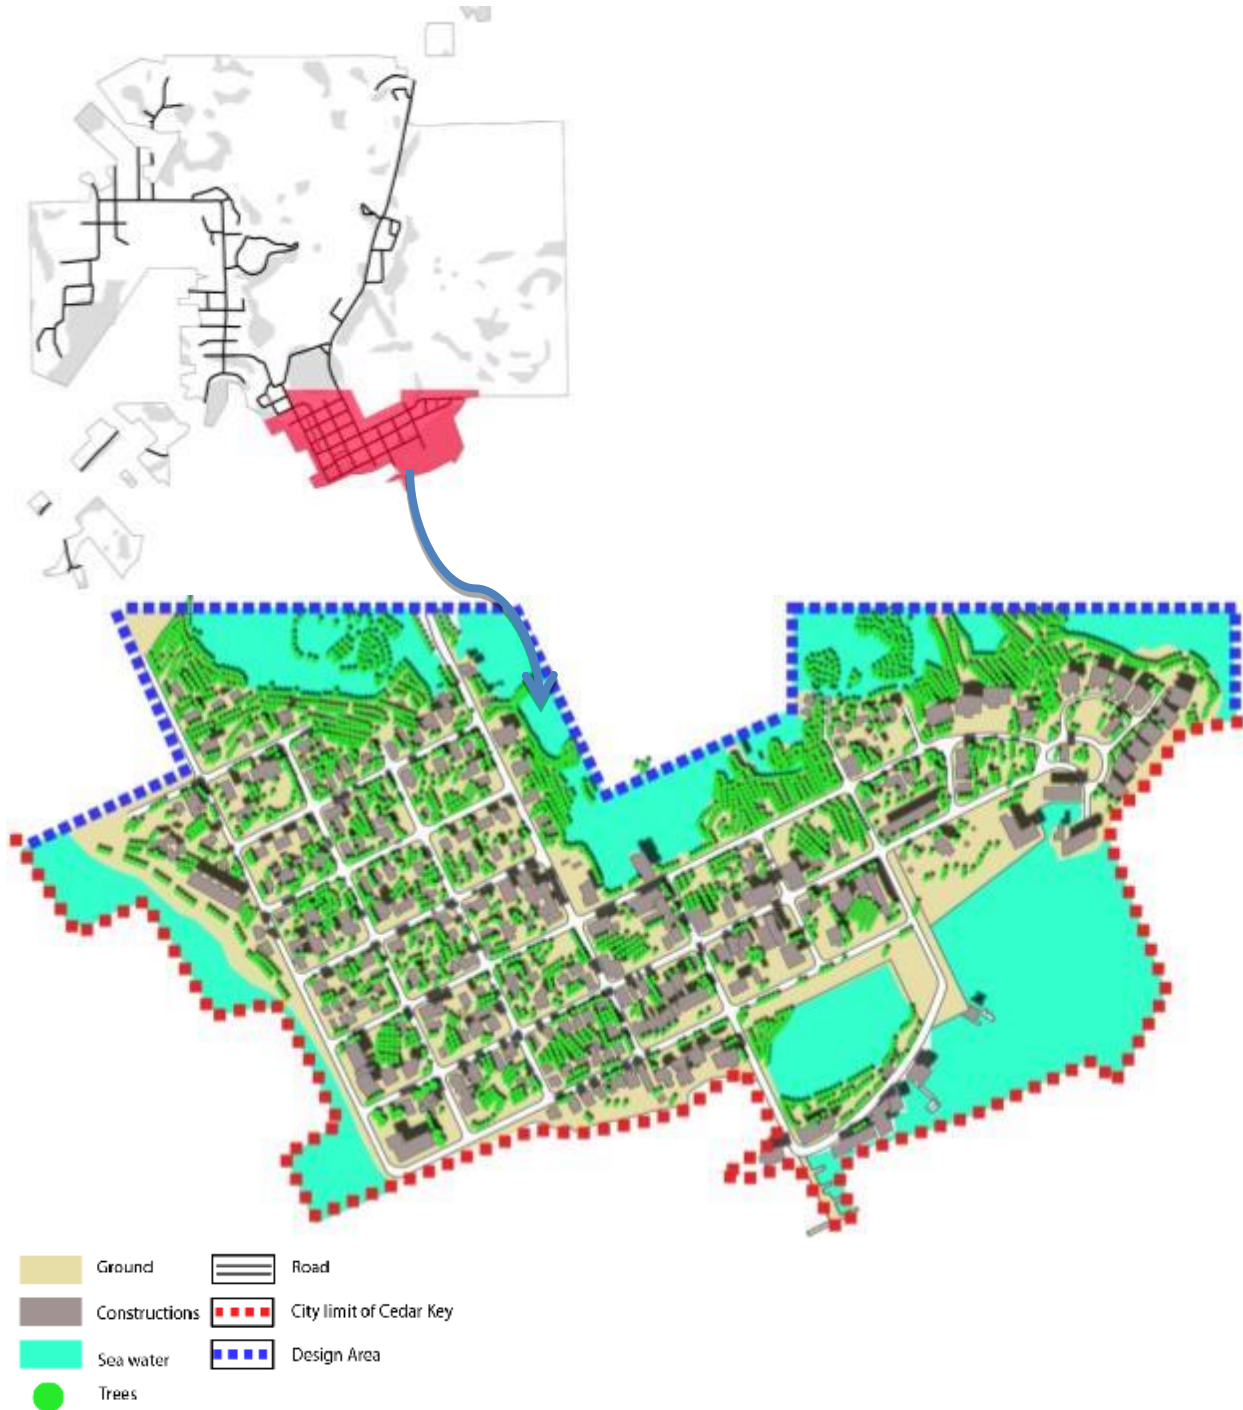 Ground
Road
Constructions
City limit of Cedar Key
Sea water
Design Area
Trees